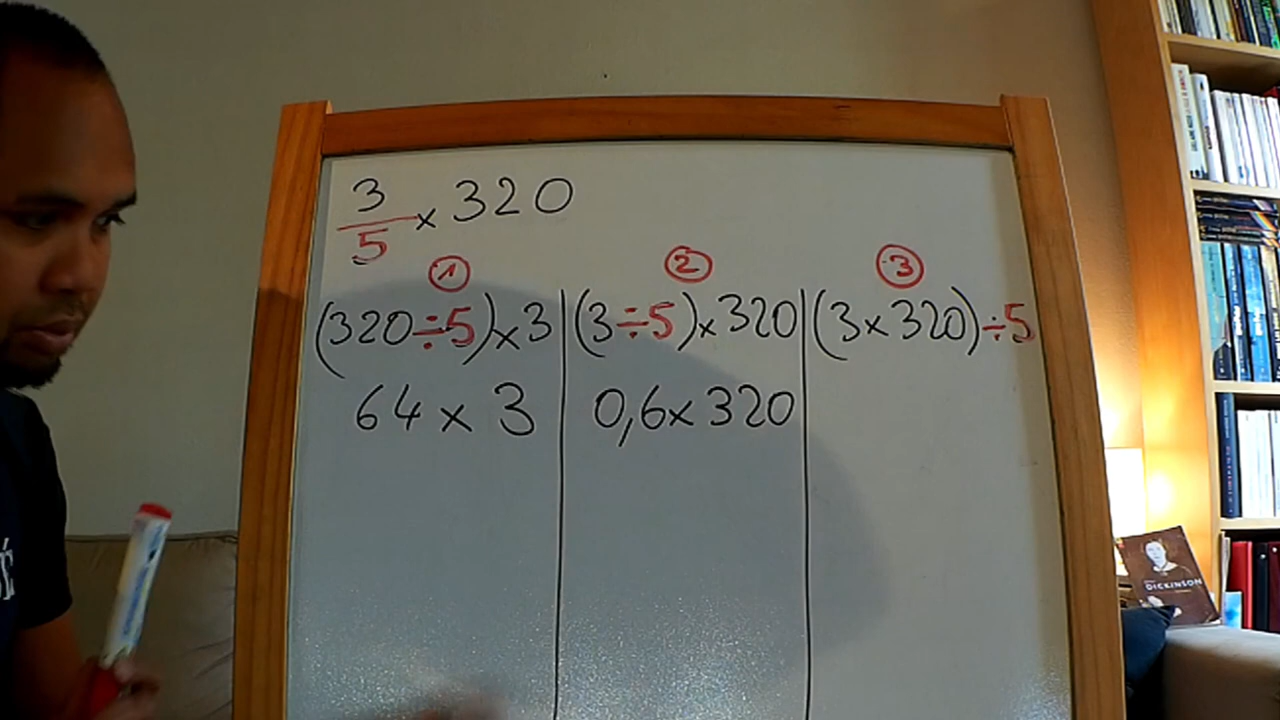 3/5 × 320
① ② ③
(320÷5)×3 | (3÷5)×320 | (3×320)÷5
64 × 3 | 0,6×320
DICKINSON